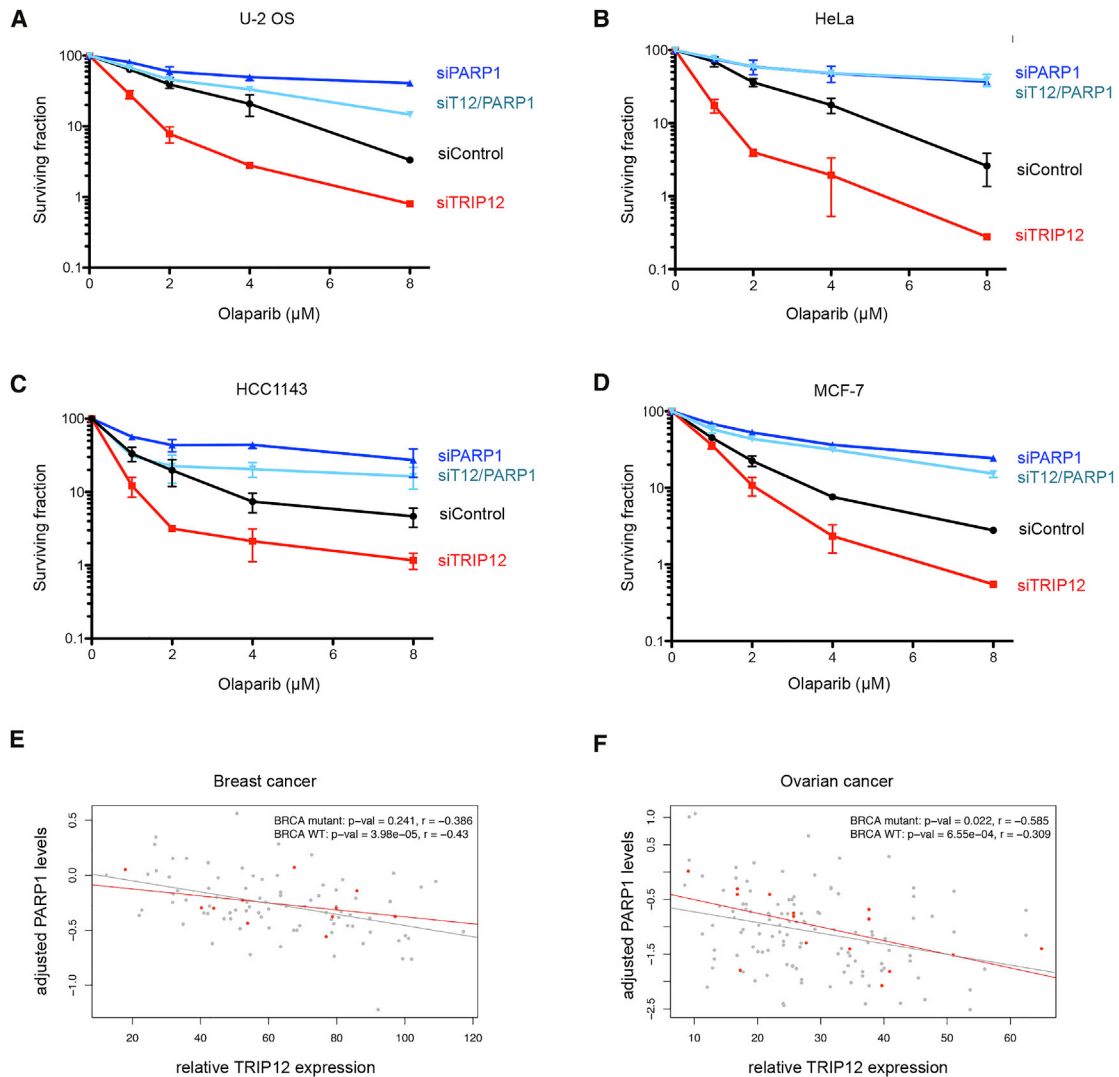 A
U-2 OS
100
10
1
0.1
0 2 4 6 8
Surviving fraction
Olaparib (μM)
siPARP1
siT12/PARP1
siControl
siTRIP12
B
HeLa
100
10
1
0.1
0 2 4 6 8
Surviving fraction
Olaparib (μM)
siPARP1
siT12/PARP1
siControl
siTRIP12
C
HCC1143
100
10
1
0.1
0 2 4 6 8
Surviving fraction
Olaparib (μM)
siPARP1
siT12/PARP1
siControl
siTRIP12
D
MCF-7
100
10
1
0.1
0 2 4 6 8
Surviving fraction
Olaparib (μM)
siPARP1
siT12/PARP1
siControl
siTRIP12
E
Breast cancer
BRCA mutant: p−val = 0.241, r = −0.386
BRCA WT: p−val = 3.98e−05, r = −0.43
0.5
0.0
-0.5
-1.0
20 40 60 80 100 120
adjusted PARP1 levels
relative TRIP12 expression
F
Ovarian cancer
BRCA mutant: p−val = 0.022, r = −0.585
BRCA WT: p−val = 6.55e−04, r = −0.309
1.0
-0.5
-1.5
-2.5
10 20 30 40 50 60
adjusted PARP1 levels
relative TRIP12 expression